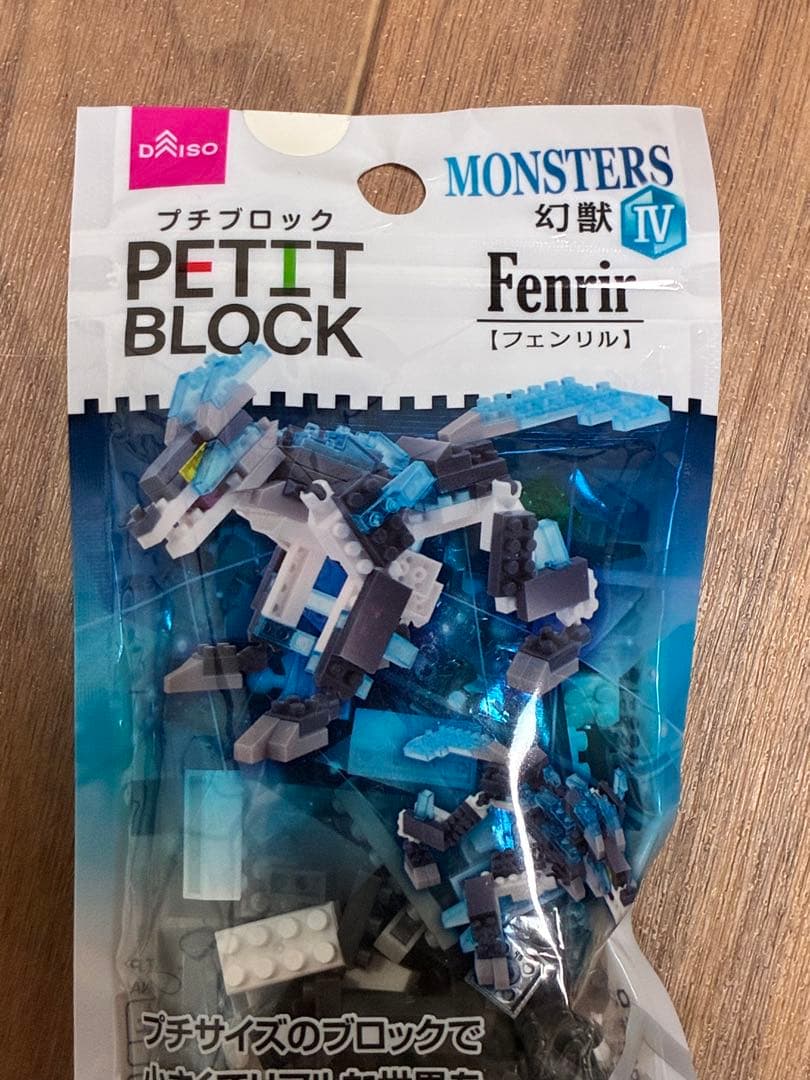 DAISO
プチブロック
PETIT
BLOCK
MONSTERS
幻獣 IV
Fenrir
【フェンリル】
プチサイズのブロックで